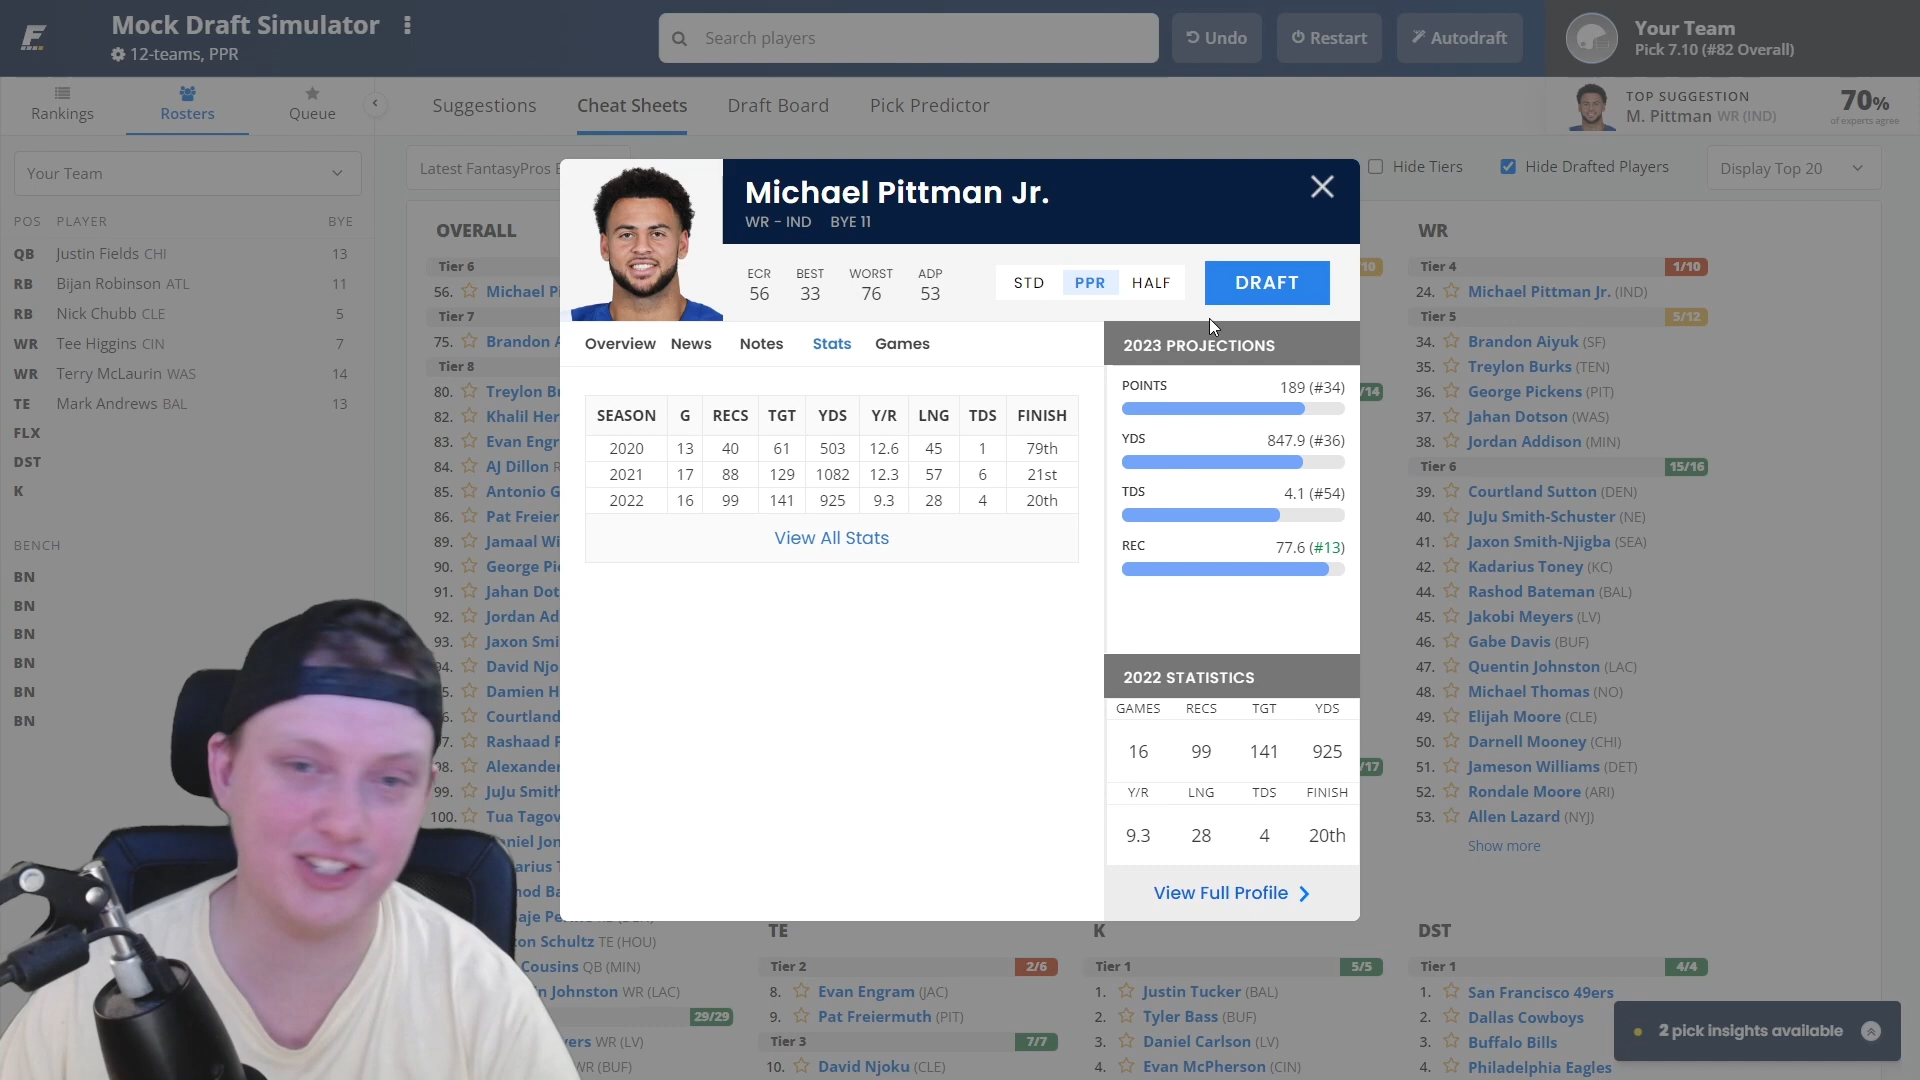 Mock Draft Simulator
12-teams, PPR
Search players
Undo
Restart
Autodraft
Your Team
Pick 7.10 (#82 Overall)
Rankings
Rosters
Queue
Suggestions
Cheat Sheets
Draft Board
Pick Predictor
TOP SUGGESTION
M. Pittman WR (IND)
70%
of experts agree
Your Team
POS PLAYER BYE
QB Justin Fields CHI 13
RB Bijan Robinson ATL 11
RB Nick Chubb CLE 5
WR Tee Higgins CIN 7
WR Terry McLaurin WAS 14
TE Mark Andrews BAL 13
FLX
DST
K
BENCH
BN
BN
BN
BN
BN
BN
Latest FantasyPros E
Hide Tiers
Hide Drafted Players
Display Top 20
OVERALL
Tier 6
56. Michael Pi
Tier 7
75. Brandon A
Tier 8
80. Treylon Bu
82. Khalil Her
83. Evan Engr
84. AJ Dillon
85. Antonio G
86. Pat Freier
89. Jamaal Wi
90. George Pi
91. Jahan Dot
92. Jordan Ad
93. Jaxon Smi
94. David Njo
Damien H
Courtland
Rashaad
Alexander
99. JuJu Smith
100. Tua Tagov
Schultz TE (HOU)
Cousins QB (MIN)
Johnston WR (LAC)
29/29
WR (LV)
WR (BUF)
Michael Pittman Jr.
WR - IND BYE 11
ECR
56
BEST
33
WORST
76
ADP
53
STD
PPR
HALF
DRAFT
Overview
News
Notes
Stats
Games
SEASON G RECS TGT YDS Y/R LNG TDS FINISH
2020 13 40 61 503 12.6 45 1 79th
2021 17 88 129 1082 12.3 57 6 21st
2022 16 99 141 925 9.3 28 4 20th
View All Stats
2023 PROJECTIONS
POINTS 189 (#34)
YDS 847.9 (#36)
TDS 4.1 (#54)
REC 77.6 (#13)
2022 STATISTICS
GAMES RECS TGT YDS
16 99 141 925
Y/R LNG TDS FINISH
9.3 28 4 20th
View Full Profile
/10
/14
/17
WR
Tier 4 1/10
24. Michael Pittman Jr. (IND)
Tier 5 5/12
34. Brandon Aiyuk (SF)
35. Treylon Burks (TEN)
36. George Pickens (PIT)
37. Jahan Dotson (WAS)
38. Jordan Addison (MIN)
Tier 6 15/16
39. Courtland Sutton (DEN)
40. JuJu Smith-Schuster (NE)
41. Jaxon Smith-Njigba (SEA)
42. Kadarius Toney (KC)
44. Rashod Bateman (BAL)
45. Jakobi Meyers (LV)
46. Gabe Davis (BUF)
47. Quentin Johnston (LAC)
48. Michael Thomas (NO)
49. Elijah Moore (CLE)
50. Darnell Mooney (CHI)
51. Jameson Williams (DET)
52. Rondale Moore (ARI)
53. Allen Lazard (NYJ)
Show more
TE
Tier 2 2/6
8. Evan Engram (JAC)
9. Pat Freiermuth (PIT)
Tier 3 7/7
10. David Njoku (CLE)
K
Tier 1 5/5
1. Justin Tucker (BAL)
2. Tyler Bass (BUF)
3. Daniel Carlson (LV)
4. Evan McPherson (CIN)
DST
Tier 1 4/4
1. San Francisco 49ers
2. Dallas Cowboys
3. Buffalo Bills
4. Philadelphia Eagles
2 pick insights available